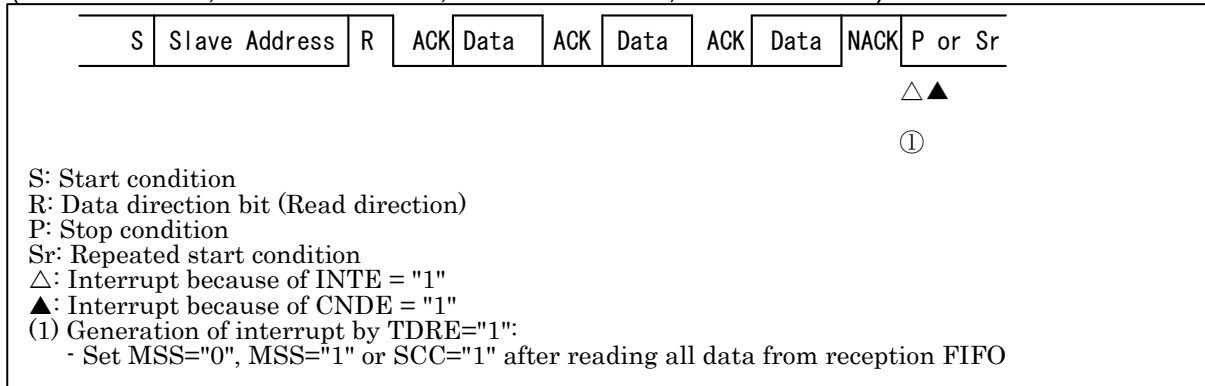 S Slave Address R ACK Data ACK Data ACK Data NACK P or Sr
△▲
①
S: Start condition
R: Data direction bit (Read direction)
P: Stop condition
Sr: Repeated start condition
△: Interrupt because of INTE = "1"
▲: Interrupt because of CNDE = "1"
(1) Generation of interrupt by TDRE="1":
- Set MSS="0", MSS="1" or SCC="1" after reading all data from reception FIFO